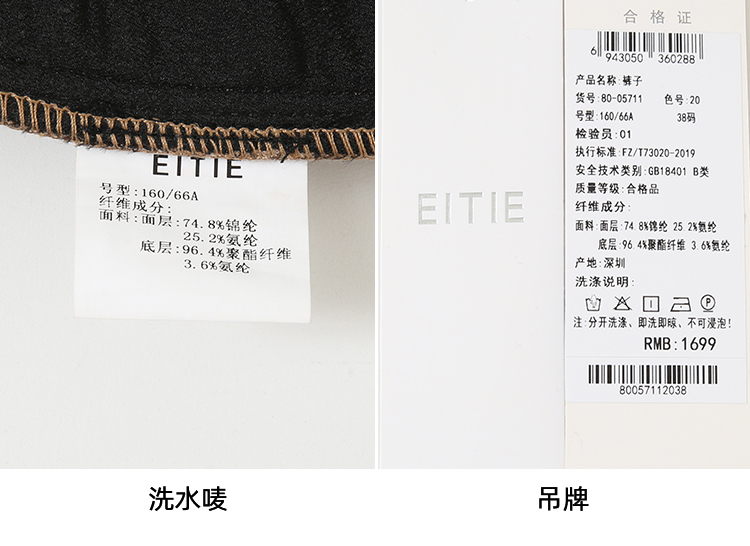 EITIE
号型:160/66A
纤维成分:
面料:面层:74.8%锦纶
25.2%氨纶
底层:96.4%聚酯纤维
3.6%氨纶
洗水唛
EITIE
合格证
6 943050 360288
产品名称:裤子
货号:80-05711 色号:20
号型:160/66A 38码
检验员:01
执行标准:FZ/T73020-2019
安全技术类别:GB18401 B类
质量等级:合格品
纤维成分:
面料:面层:74.8%锦纶 25.2%氨纶
底层:96.4%聚酯纤维 3.6%氨纶
产地:深圳
洗涤说明:
注:分开洗涤、即洗即晾、不可浸泡!
RMB:1699
80057112038
吊牌